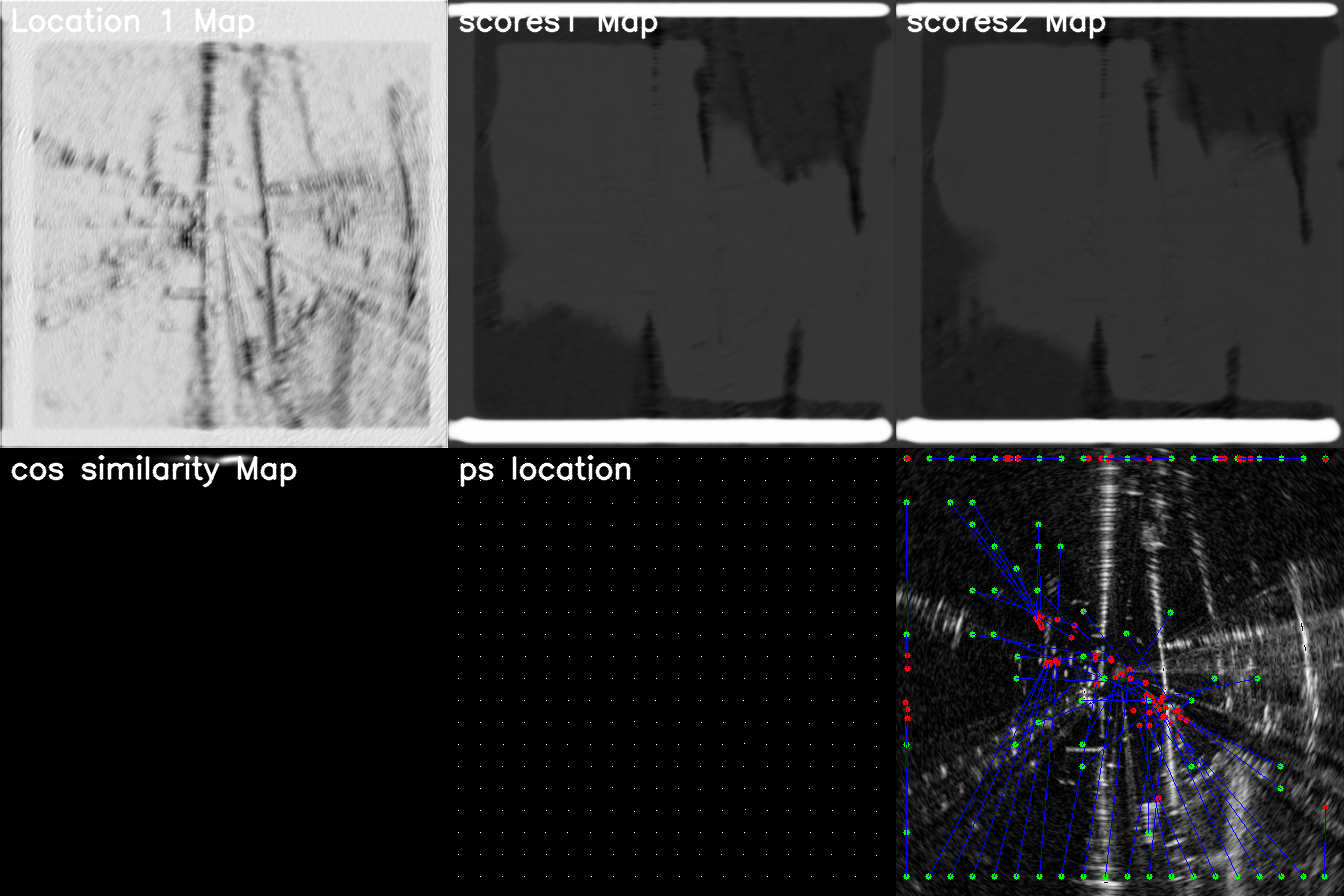 Location 1 Map
scores1 Map
scores2 Map
cos similarity Map
ps location